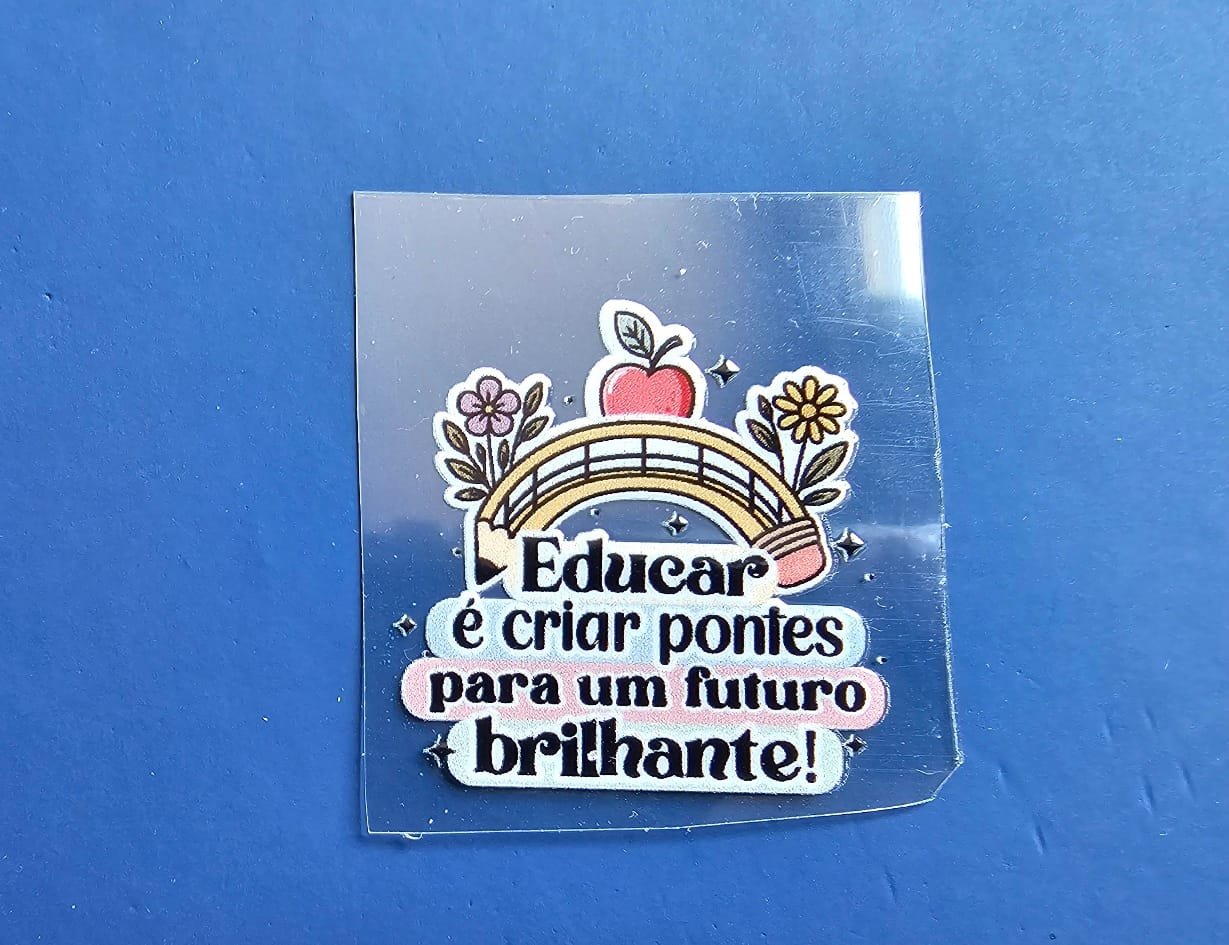 Educar
é criar pontes
para um futuro
brilhante!